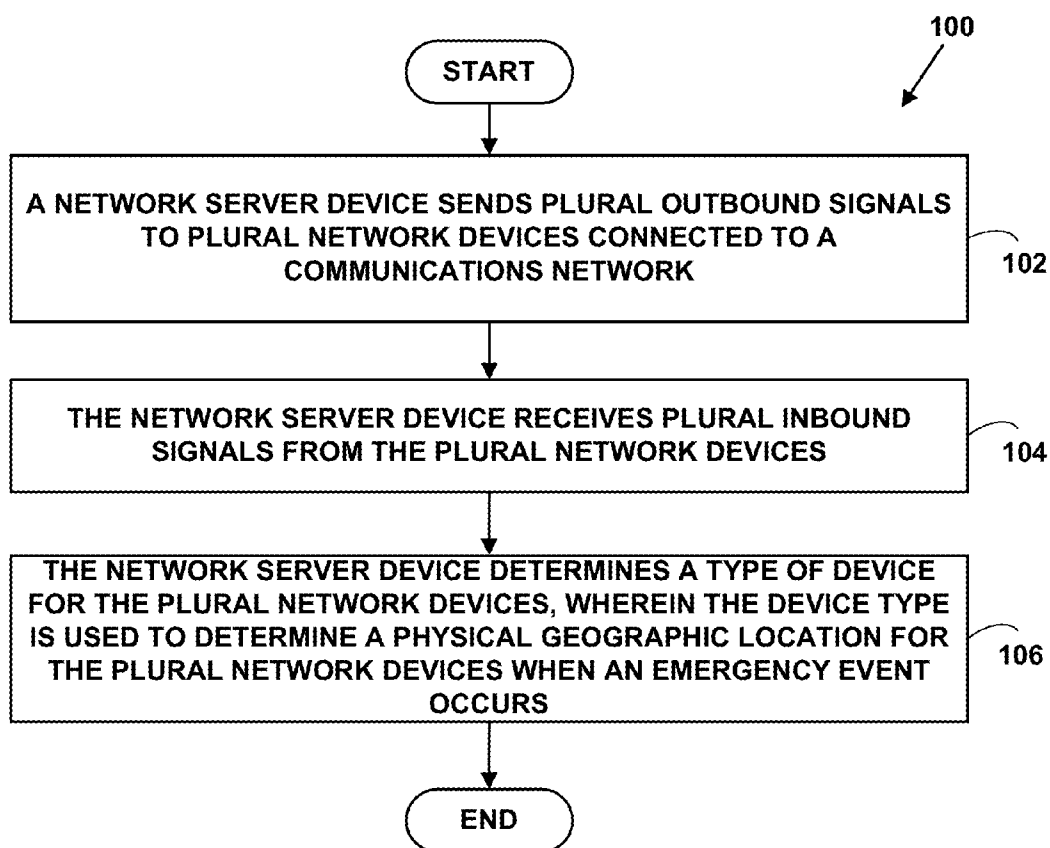 100
START
A NETWORK SERVER DEVICE SENDS PLURAL OUTBOUND SIGNALS
TO PLURAL NETWORK DEVICES CONNECTED TO A
COMMUNICATIONS NETWORK
102
THE NETWORK SERVER DEVICE RECEIVES PLURAL INBOUND
SIGNALS FROM THE PLURAL NETWORK DEVICES
104
THE NETWORK SERVER DEVICE DETERMINES A TYPE OF DEVICE
FOR THE PLURAL NETWORK DEVICES, WHEREIN THE DEVICE TYPE
IS USED TO DETERMINE A PHYSICAL GEOGRAPHIC LOCATION FOR
THE PLURAL NETWORK DEVICES WHEN AN EMERGENCY EVENT
OCCURS
106
END